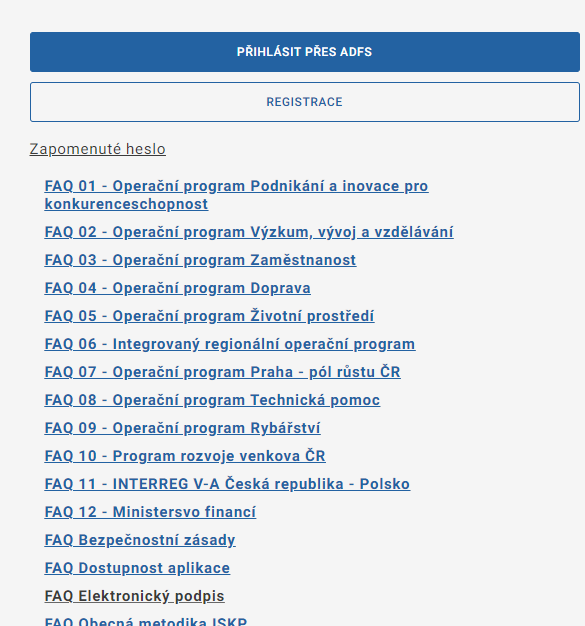 PŘIHLÁSIT PŘES ADFS
REGISTRACE
Zapomenuté heslo
FAQ 01 - Operační program Podnikání a inovace pro
konkurenceschopnost
FAQ 02 - Operační program Výzkum, vývoj a vzdělávání
FAQ 03 - Operační program Zaměstnanost
FAQ 04 - Operační program Doprava
FAQ 05 - Operační program Životní prostředí
FAQ 06 - Integrovaný regionální operační program
FAQ 07 - Operační program Praha - pól růstu ČR
FAQ 08 - Operační program Technická pomoc
FAQ 09 - Operační program Rybářství
FAQ 10 - Program rozvoje venkova ČR
FAQ 11 - INTERREG V-A Česká republika - Polsko
FAQ 12 - Ministersvo financí
FAQ Bezpečnostní zásady
FAQ Dostupnost aplikace
FAQ Elektronický podpis
FAQ Obecná metodika ISKP